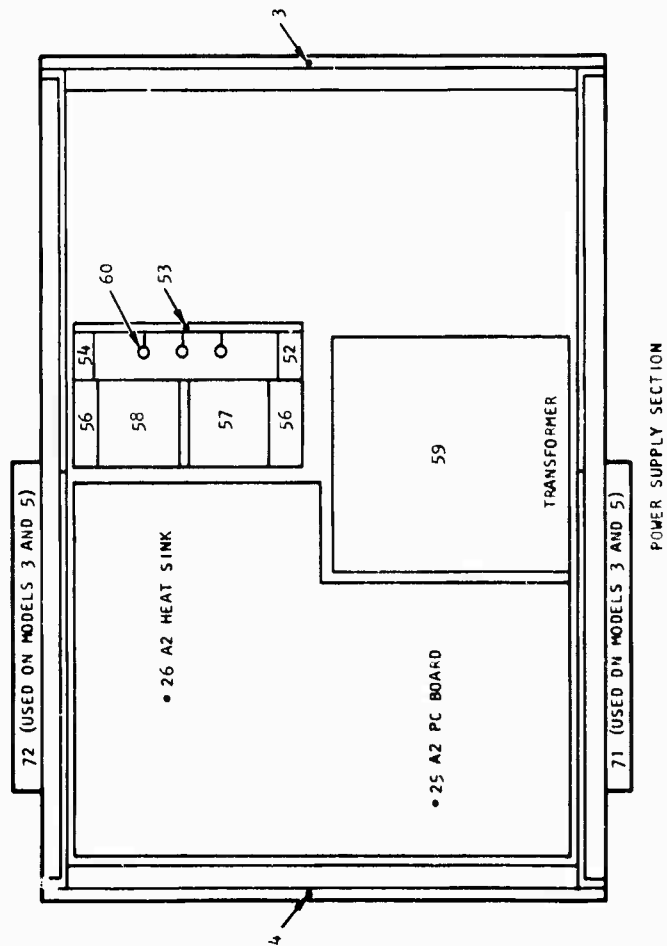 3
72 (USED ON MODELS 3 AND 5)
60
53
54
52
56
58
57
56
59
TRANSFORMER
• 26 A2 HEAT SINK
• 25 A2 PC BOARD
71 (USED ON MODELS 3 AND 5)
4
POWER SUPPLY SECTION